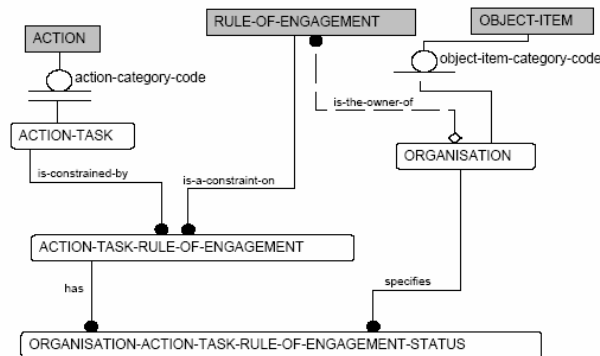 RULE-OF-ENGAGEMENT
OBJECT-ITEM
ACTION
object-item-category-code
action-category-code
is-the-owner-of
ACTION-TASK
ORGANISATION
is-constrained-by
is-a-constraint-on
ACTION-TASK-RULE-OF-ENGAGEMENT
has
specifies
ORGANISATION-ACTION-TASK-RULE-OF-ENGAGEMENT-STATUS